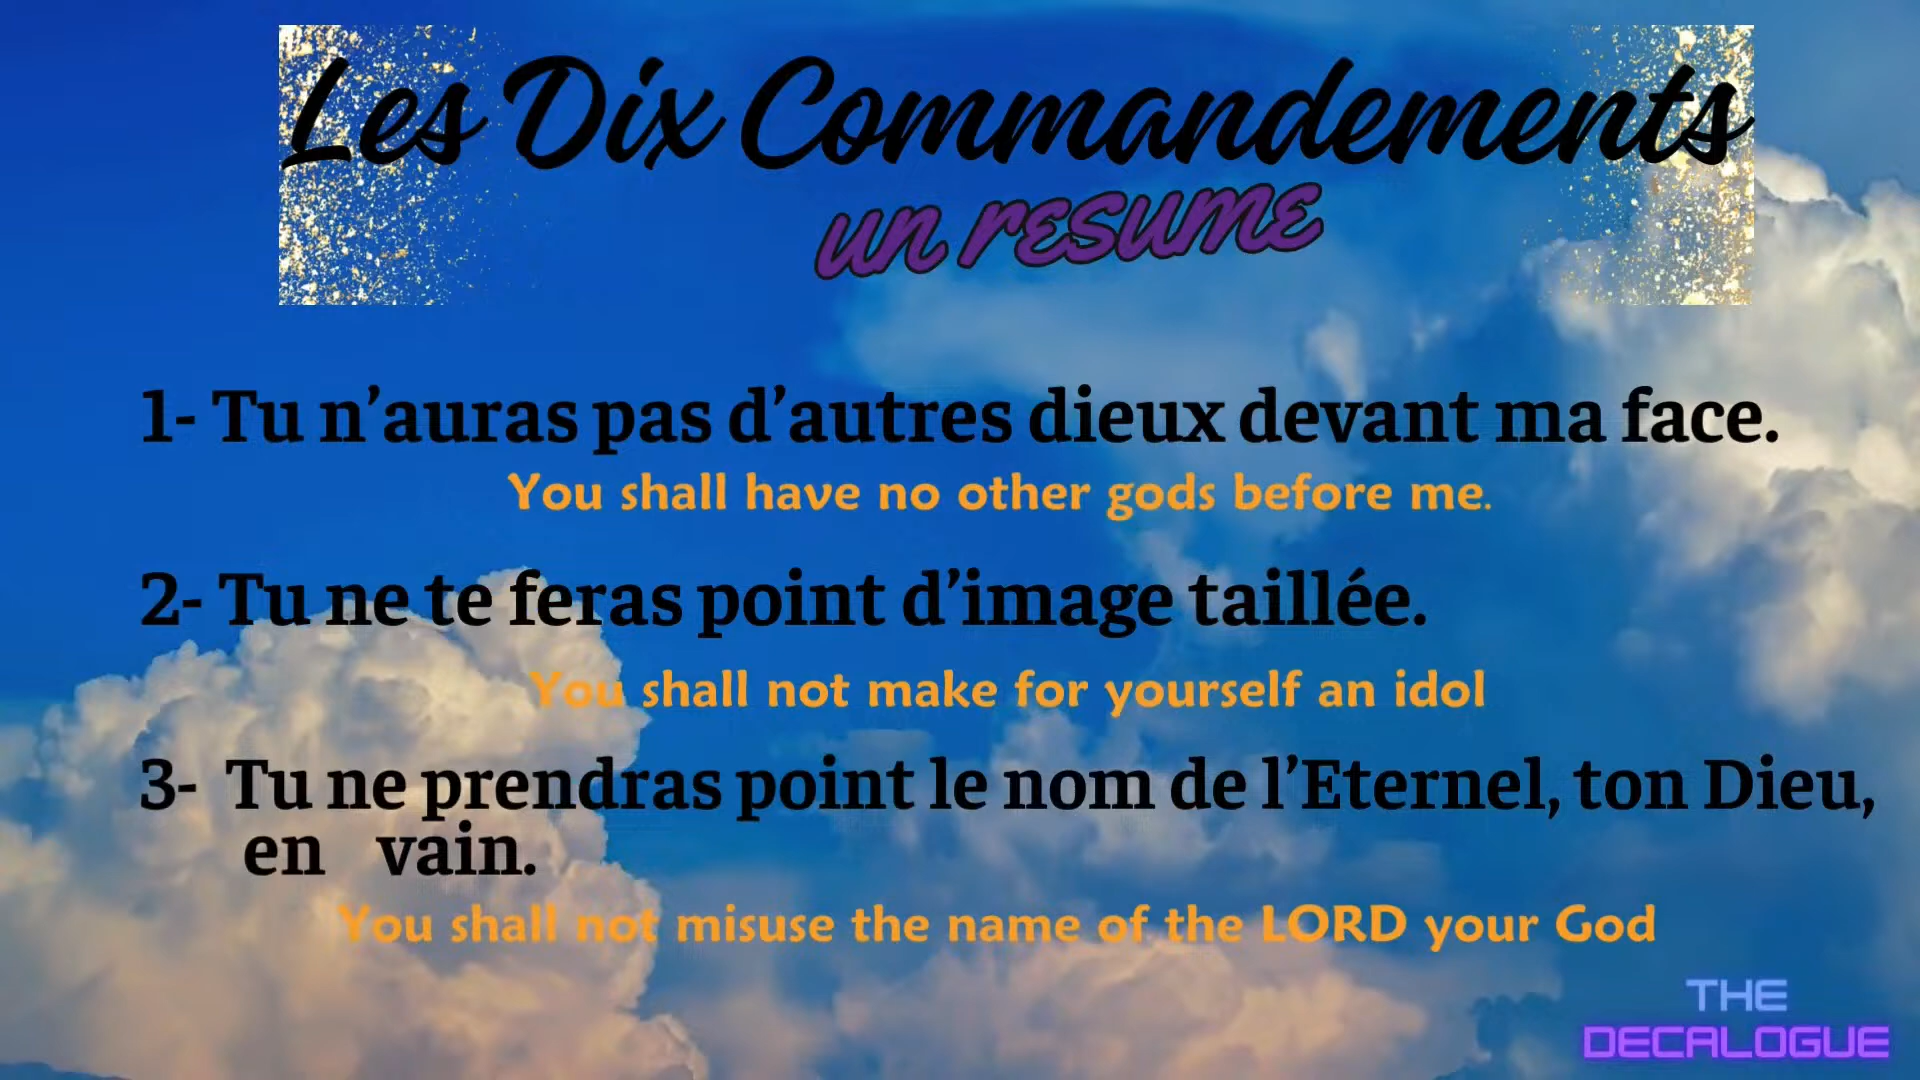 Les Dix Commandements
un resume
1- Tu n’auras pas d’autres dieux devant ma face.
You shall have no other gods before me.
2- Tu ne te feras point d’image taillée.
You shall not make for yourself an idol
3- Tu ne prendras point le nom de l’Eternel, ton Dieu,
en vain.
You shall not misuse the name of the LORD your God
THE
DECALOGUE